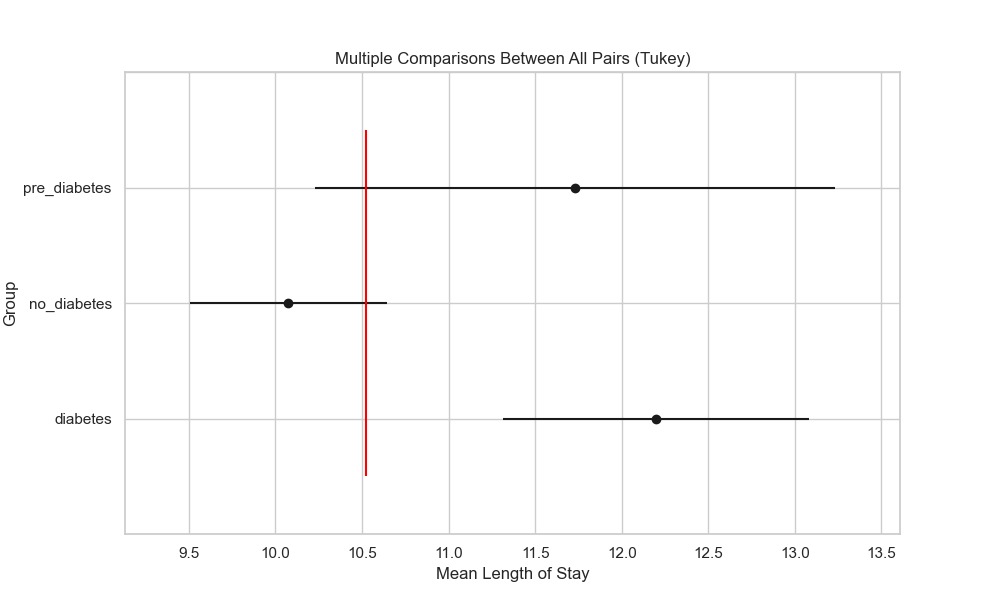 Multiple Comparisons Between All Pairs (Tukey)
pre_diabetes
no_diabetes
diabetes
Group
9.5 10.0 10.5 11.0 11.5 12.0 12.5 13.0 13.5
Mean Length of Stay